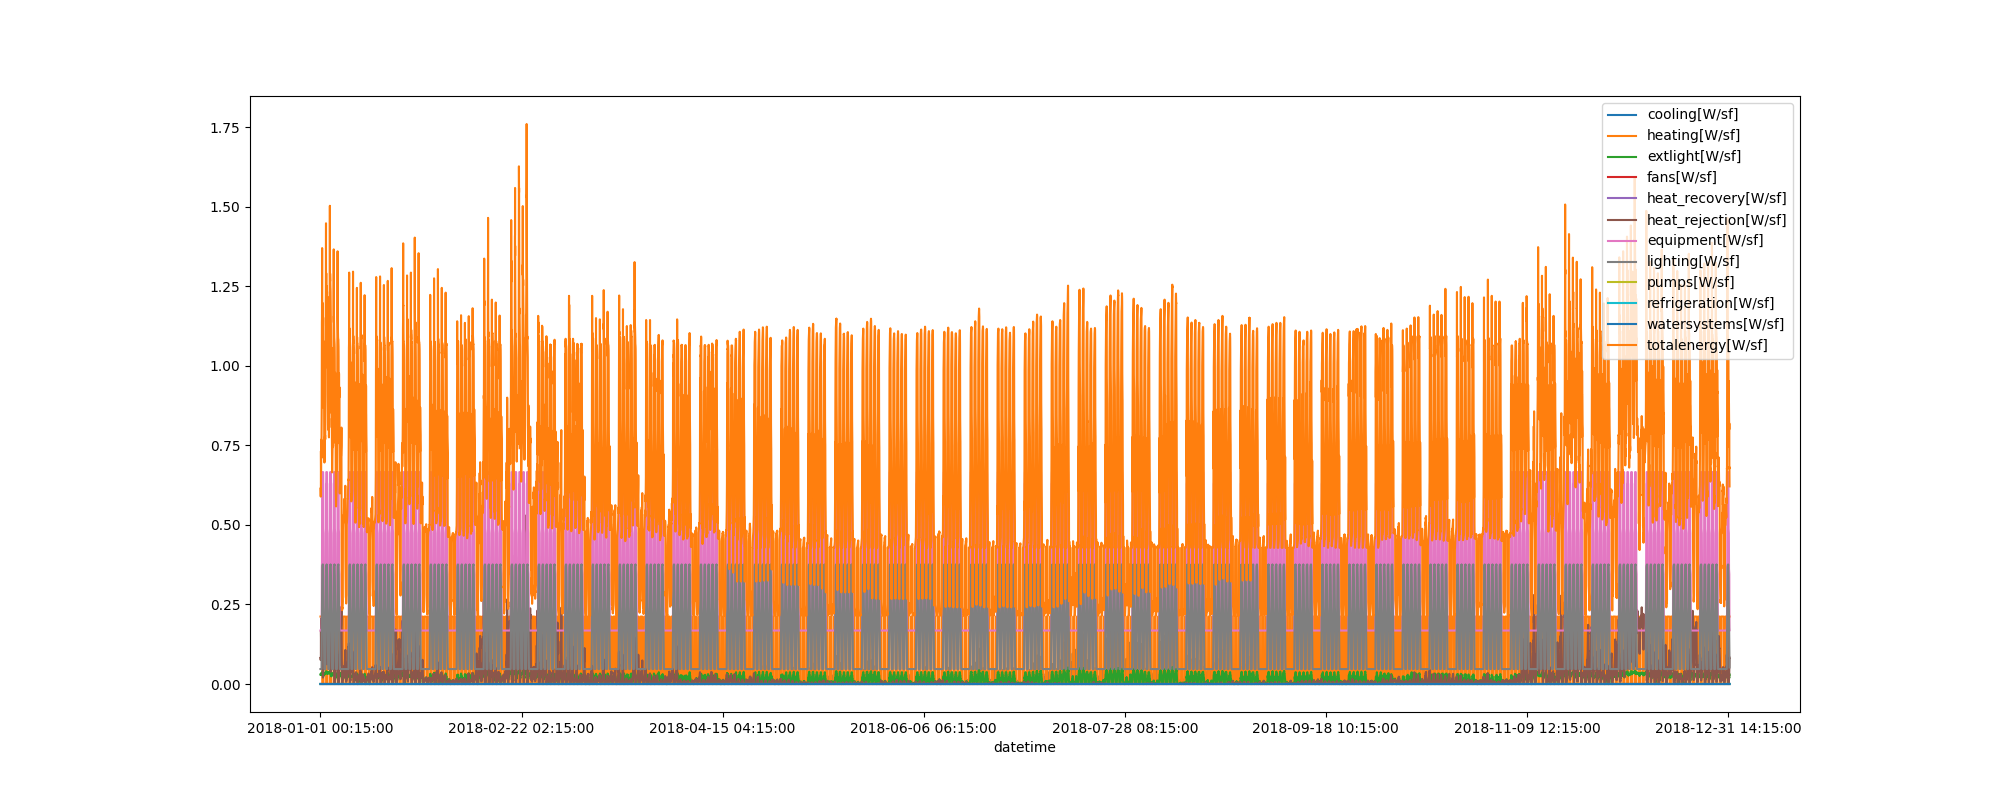 1.75
1.50
1.25
1.00
0.75
0.50
0.25
0.00
cooling[W/sf]
heating[W/sf]
extlight[W/sf]
fans[W/sf]
heat_recovery[W/sf]
heat_rejection[W/sf]
equipment[W/sf]
lighting[W/sf]
pumps[W/sf]
refrigeration[W/sf]
watersystems[W/sf]
totalenergy[W/sf]
2018-01-01 00:15:00
2018-02-22 02:15:00
2018-04-15 04:15:00
2018-06-06 06:15:00
2018-07-28 08:15:00
2018-09-18 10:15:00
2018-11-09 12:15:00
2018-12-31 14:15:00
datetime